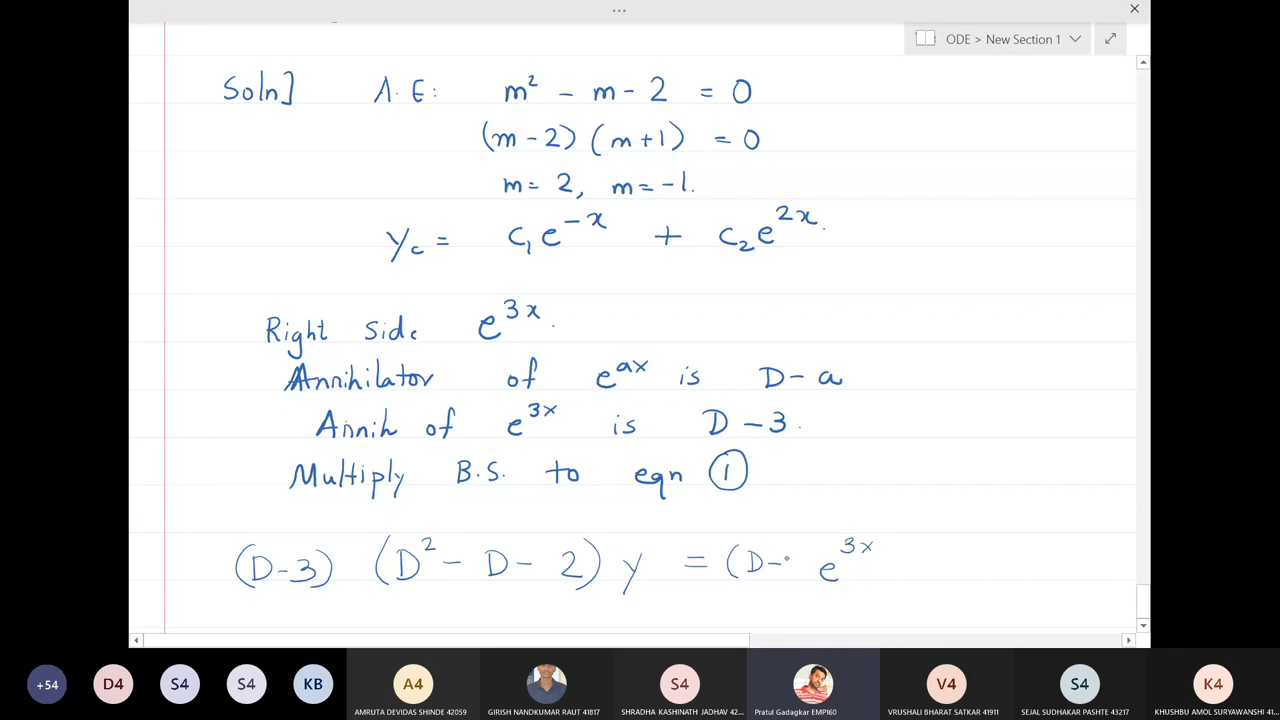 ODE > New Section 1
Soln] A.E: m² - m - 2 = 0
(m-2) (m+1) = 0
m = 2, m = -1.
y_c = c₁e^{-x} + c₂e^{2x}.
Right side e^{3x}.
Annihilator of e^{ax} is D - a
Annih of e^{3x} is D - 3.
Multiply B.S. to eqn ①
(D-3) (D² - D - 2) y = (D- e^{3x}
+54 D4 S4 S4 KB A4 S4 V4 S4 K4
AMRUTA DEVIDAS SHINDE 42059 GIRISH NANDKUMAR RAUT 41817 SHRADHA KASHINATH JADHAV 42... Pratul Gadagkar EMP160 VRUSHALI BHARAT SATKAR 41911 SEJAL SUDHAKAR PASHTE 43217 KHUSHBU AMOL SURYAWANSHI 41...